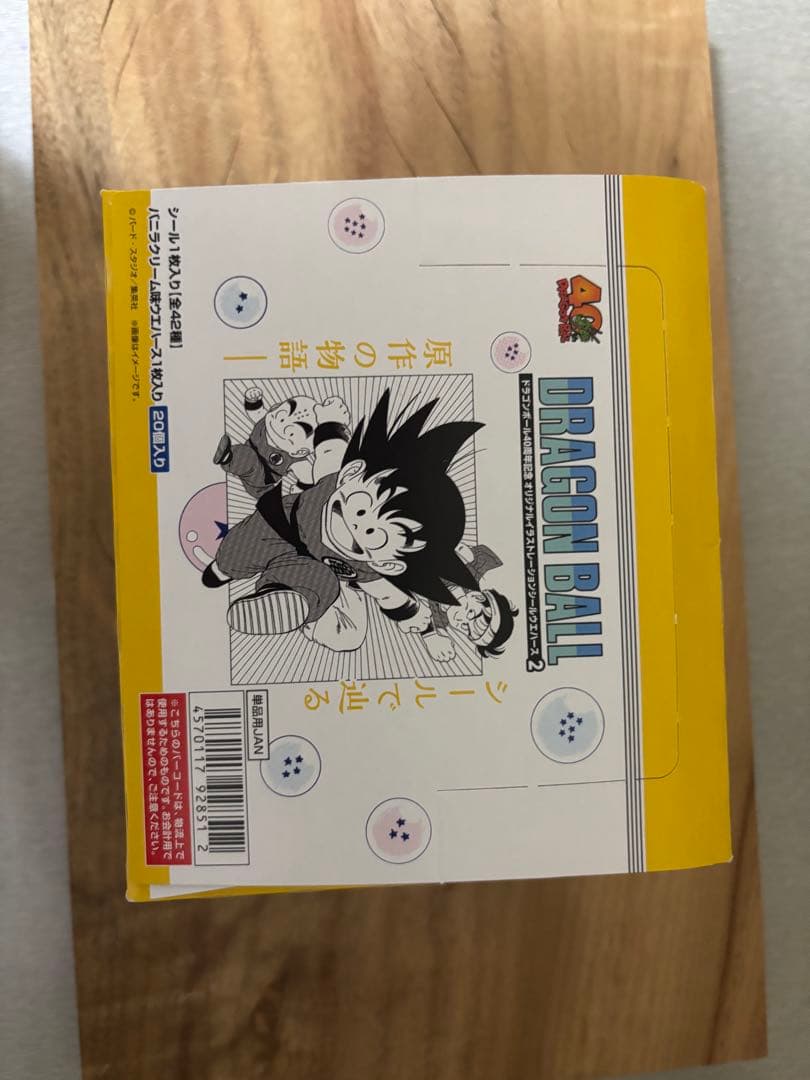 40th
DRAGON BALL
DRAGON BALL
ドラゴンボール40周年記念 オリジナルイラストレーションシールウエハース2
シールで辿る
原作の物語―
シール1枚入り[全42種]
バニラクリーム味ウエハース1枚入り 20個入り
©バード・スタジオ/集英社 ※画像はイメージです。
単品用JAN
4570117 92851 2
※こちらのバーコードは、物流上で
使用するためのものです。お会計用で
はありませんので、ご注意ください。